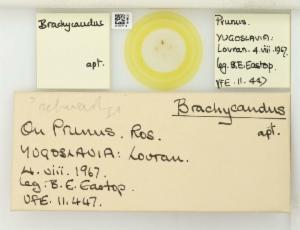 Brachycaudus
apt.
Prunus.
YUGOSLAVIA:
Lovran. 4.viii.1967.
leg. B.E. Eastop.
VFE. 11.447
Brachycaudus
apt.
On Prunus. Ros.
YUGOSLAVIA: Lovran.
4. viii. 1967.
leg. B. E. Eastop.
VFE. 11.447.